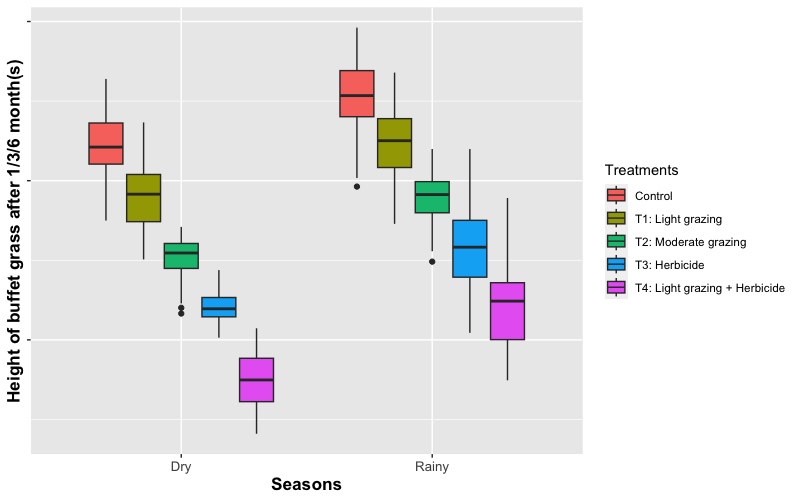 Height of buffet grass after 1/3/6 month(s)
Dry
Rainy
Seasons
Treatments
Control
T1: Light grazing
T2: Moderate grazing
T3: Herbicide
T4: Light grazing + Herbicide